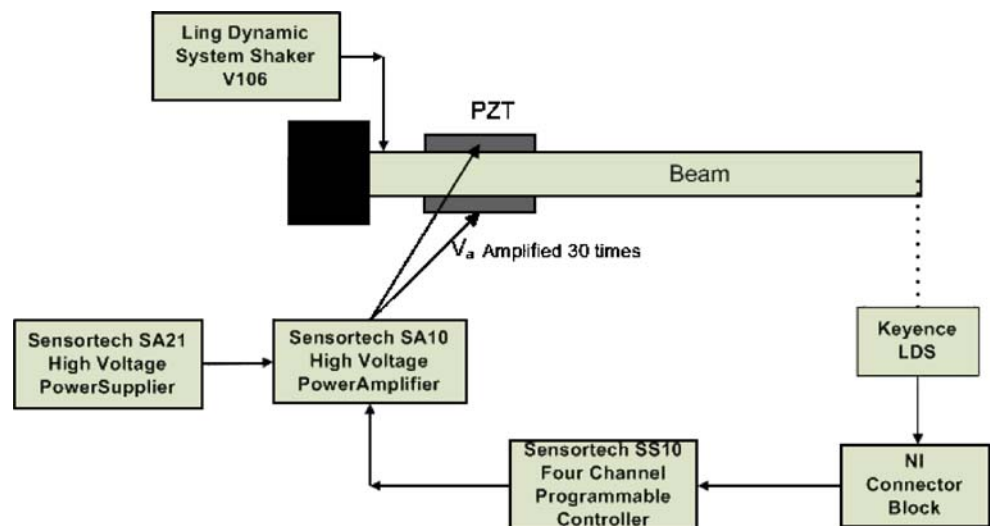 Ling Dynamic
System Shaker
V106
PZT
Beam
Va Amplified 30 times
Sensortech SA21
High Voltage
PowerSupplier
Sensortech SA10
High Voltage
PowerAmplifier
Keyence
LDS
Sensortech SS10
Four Channel
Programmable
Controller
NI
Connector
Block